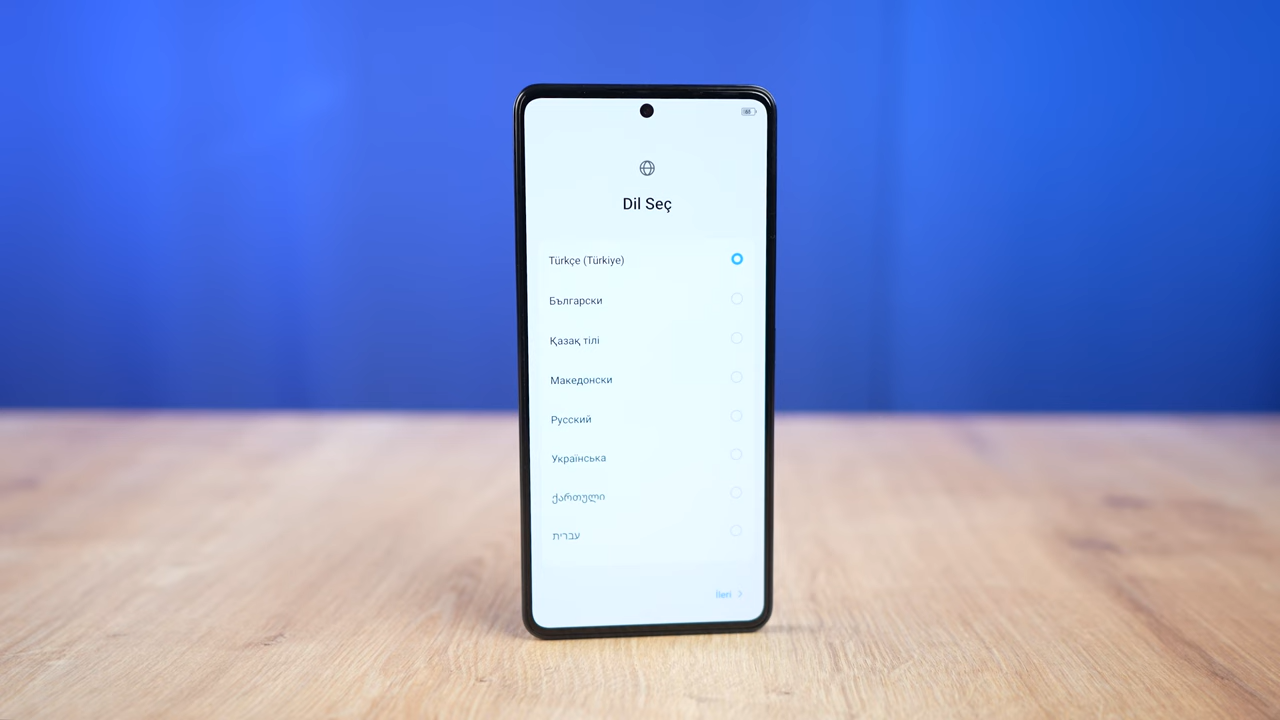 Dil Seç
Türkçe (Türkiye)
Български
Қазақ тілі
Македонски
Русский
Українська
ქართული
עברית
İleri